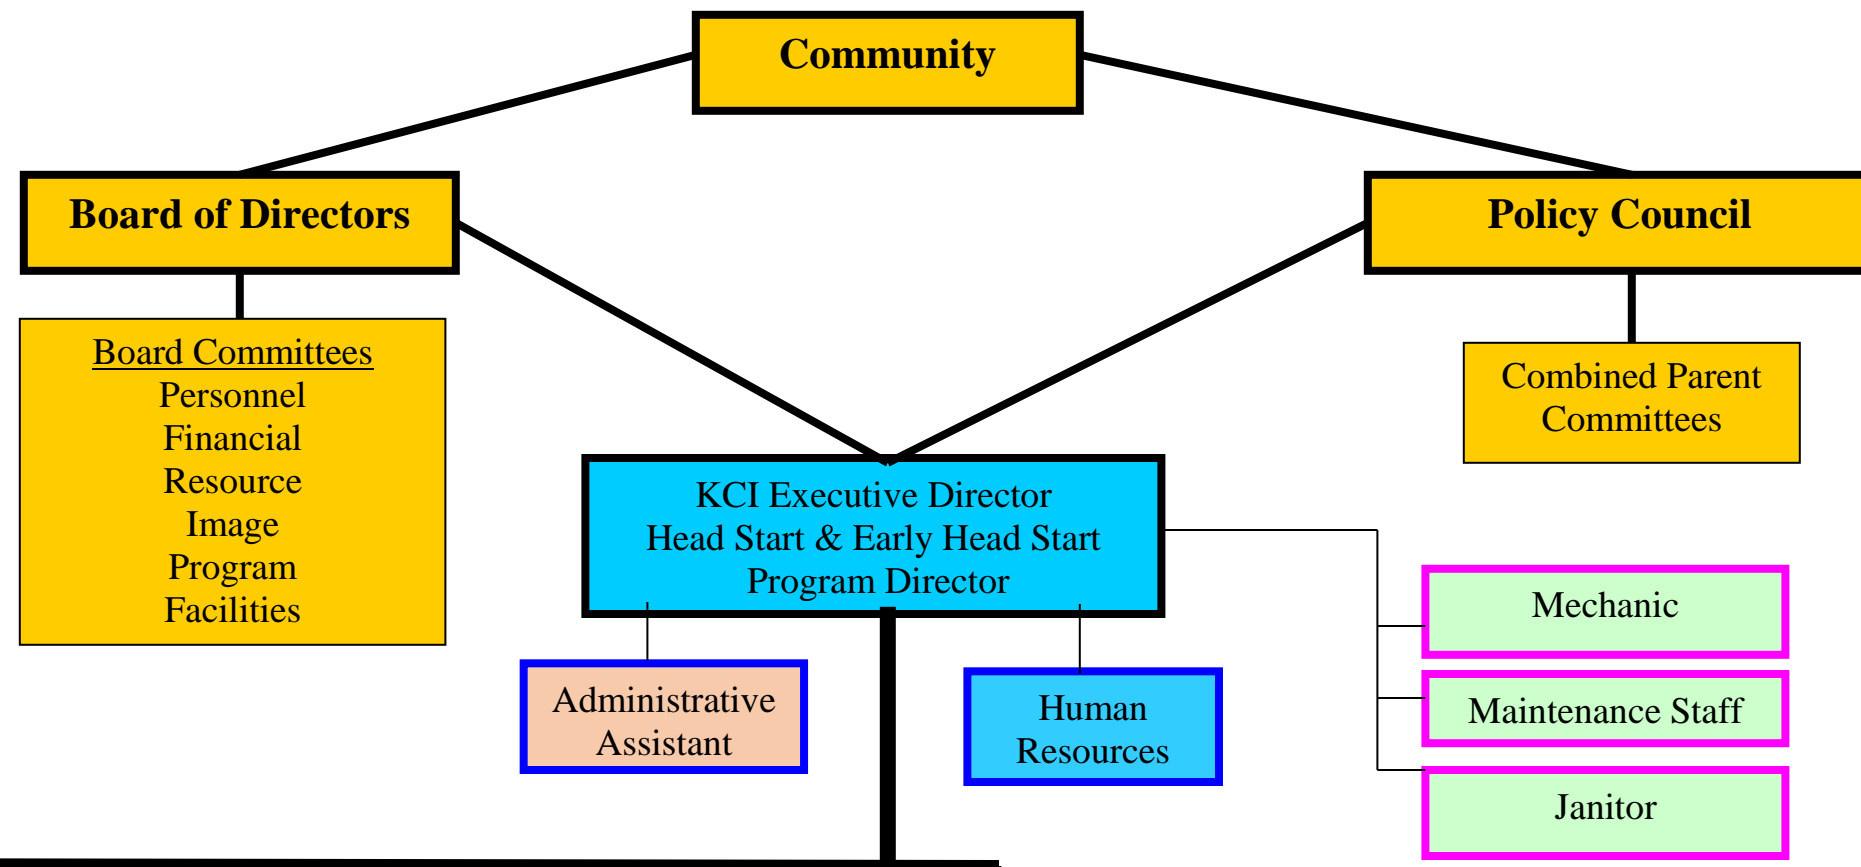 Community
Board of Directors
Policy Council
Board Committees
Personnel
Financial
Resource
Image
Program
Facilities
Combined Parent
Committees
KCI Executive Director
Head Start & Early Head Start
Program Director
Administrative
Assistant
Human
Resources
Mechanic
Maintenance Staff
Janitor